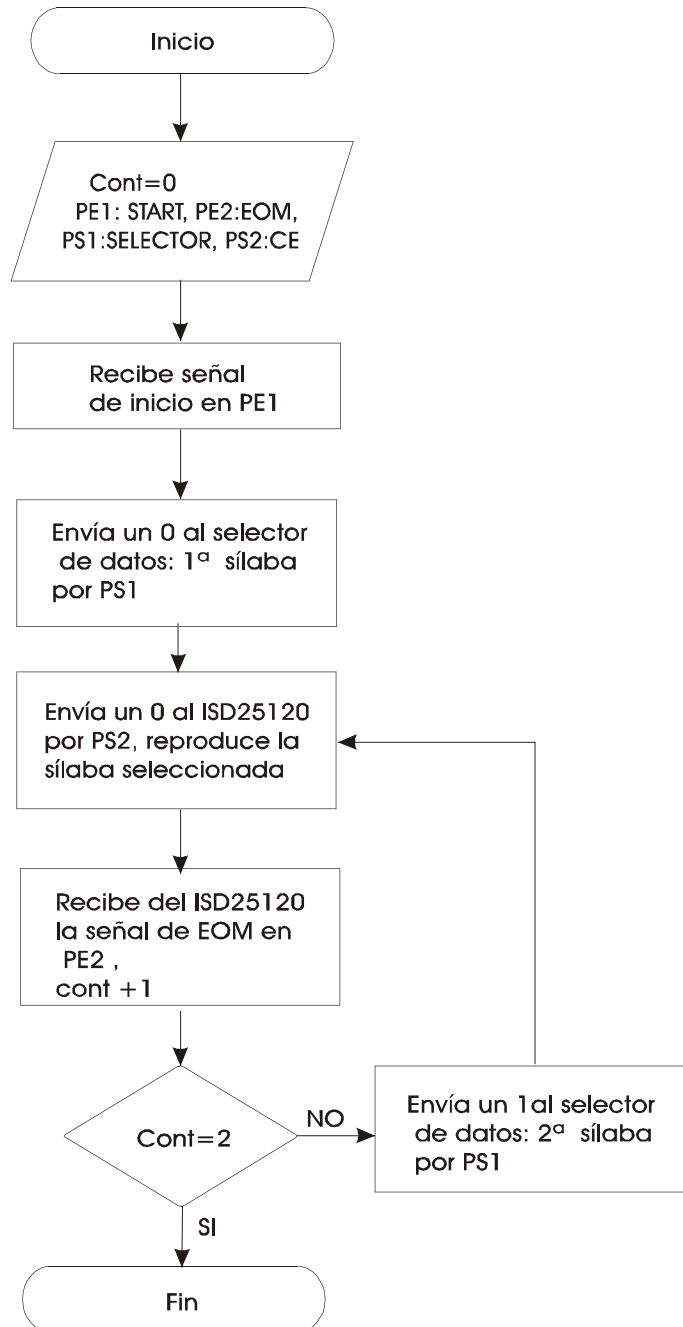 Inicio
Cont=0
PE1: START, PE2:EOM,
PS1:SELECTOR, PS2:CE
Recibe señal
de inicio en PE1
Envía un 0 al selector
de datos: 1ª sílaba
por PS1
Envía un 0 al ISD25120
por PS2, reproduce la
sílaba seleccionada
Recibe del ISD25120
la señal de EOM en
PE2 ,
cont +1
Cont=2
NO
Envía un 1al selector
de datos: 2ª sílaba
por PS1
SI
Fin